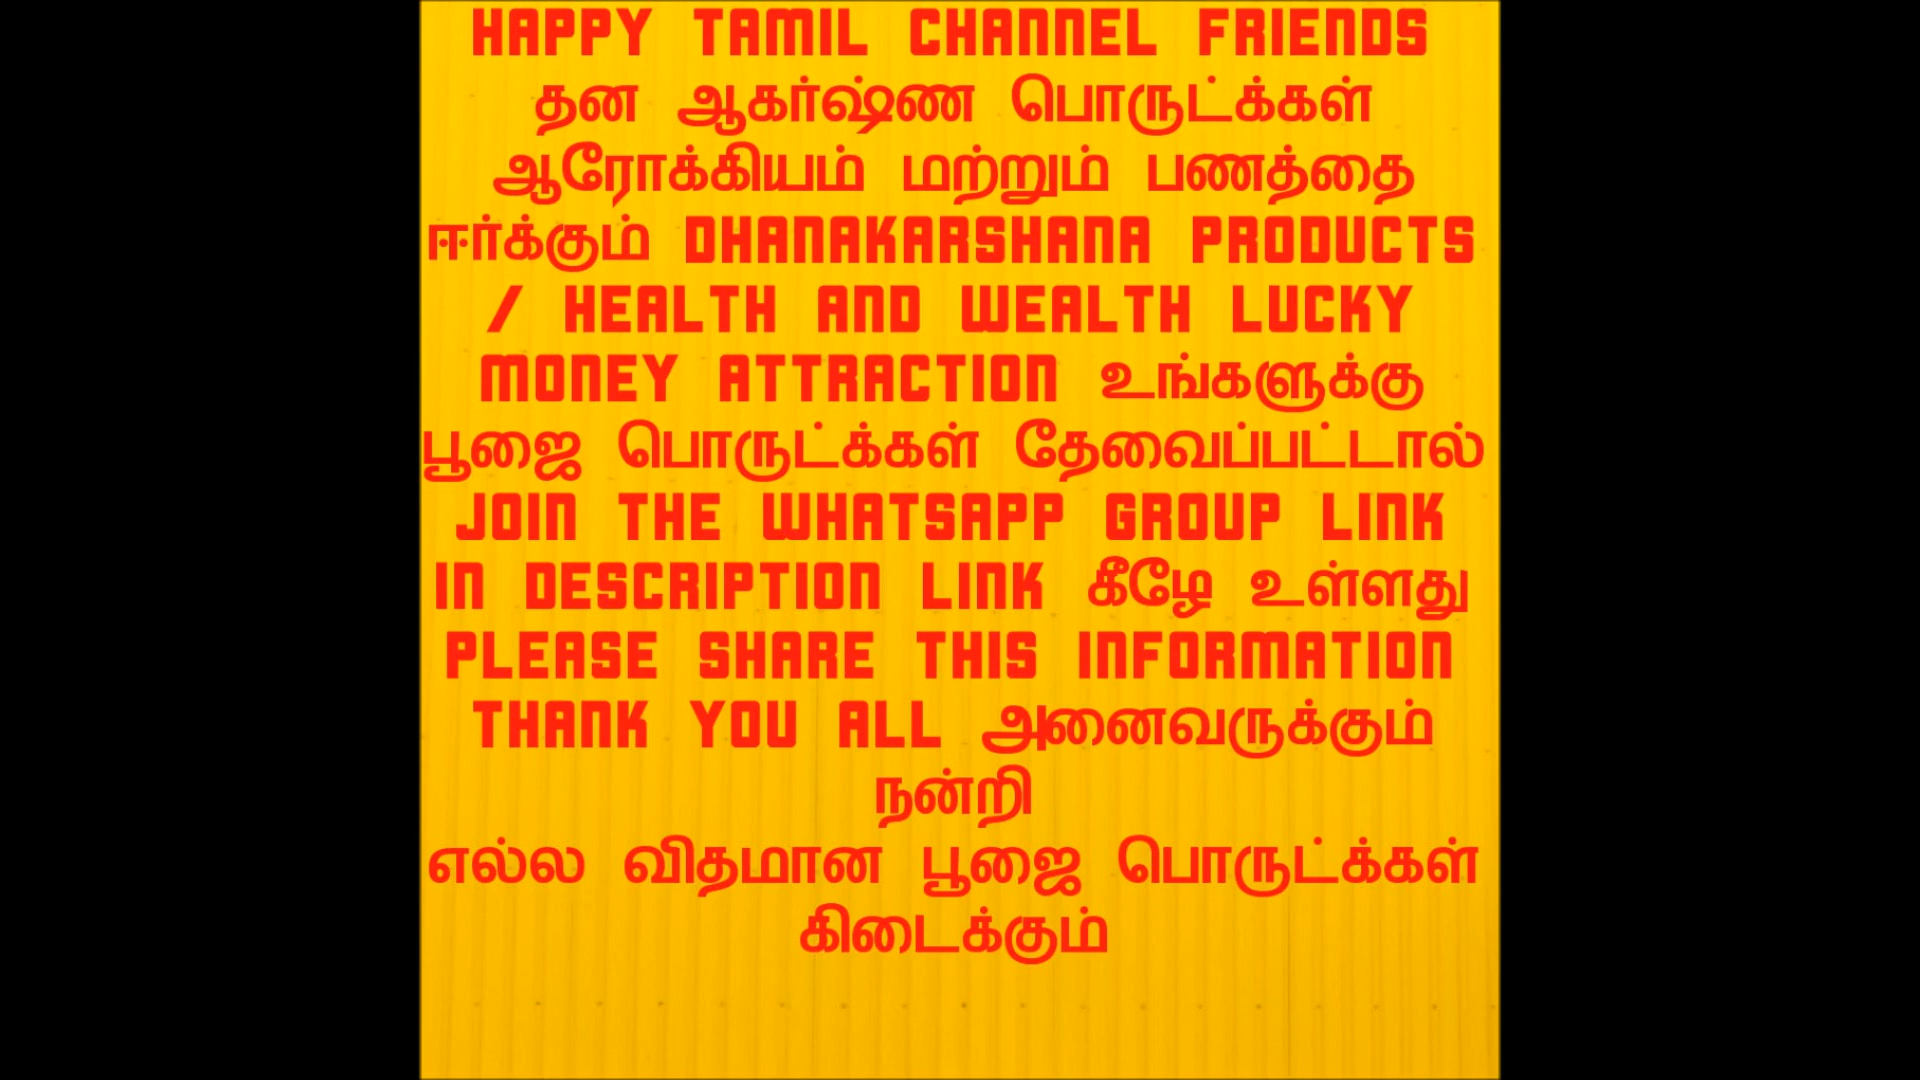 HAPPY TAMIL CHANNEL FRIENDS
தன ஆகர்ஷ்ண பொருட்க்கள்
ஆரோக்கியம் மற்றும் பணத்தை
ஈர்க்கும் DHANAKARSHANA PRODUCTS
/ HEALTH AND WEALTH LUCKY
MONEY ATTRACTION உங்களுக்கு
பூஜை பொருட்க்கள் தேவைப்பட்டால்
JOIN THE WHATSAPP GROUP LINK
IN DESCRIPTION LINK கீழே உள்ளது
PLEASE SHARE THIS INFORMATION
THANK YOU ALL அனைவருக்கும்
நன்றி
எல்ல விதமான பூஜை பொருட்க்கள்
கிடைக்கும்